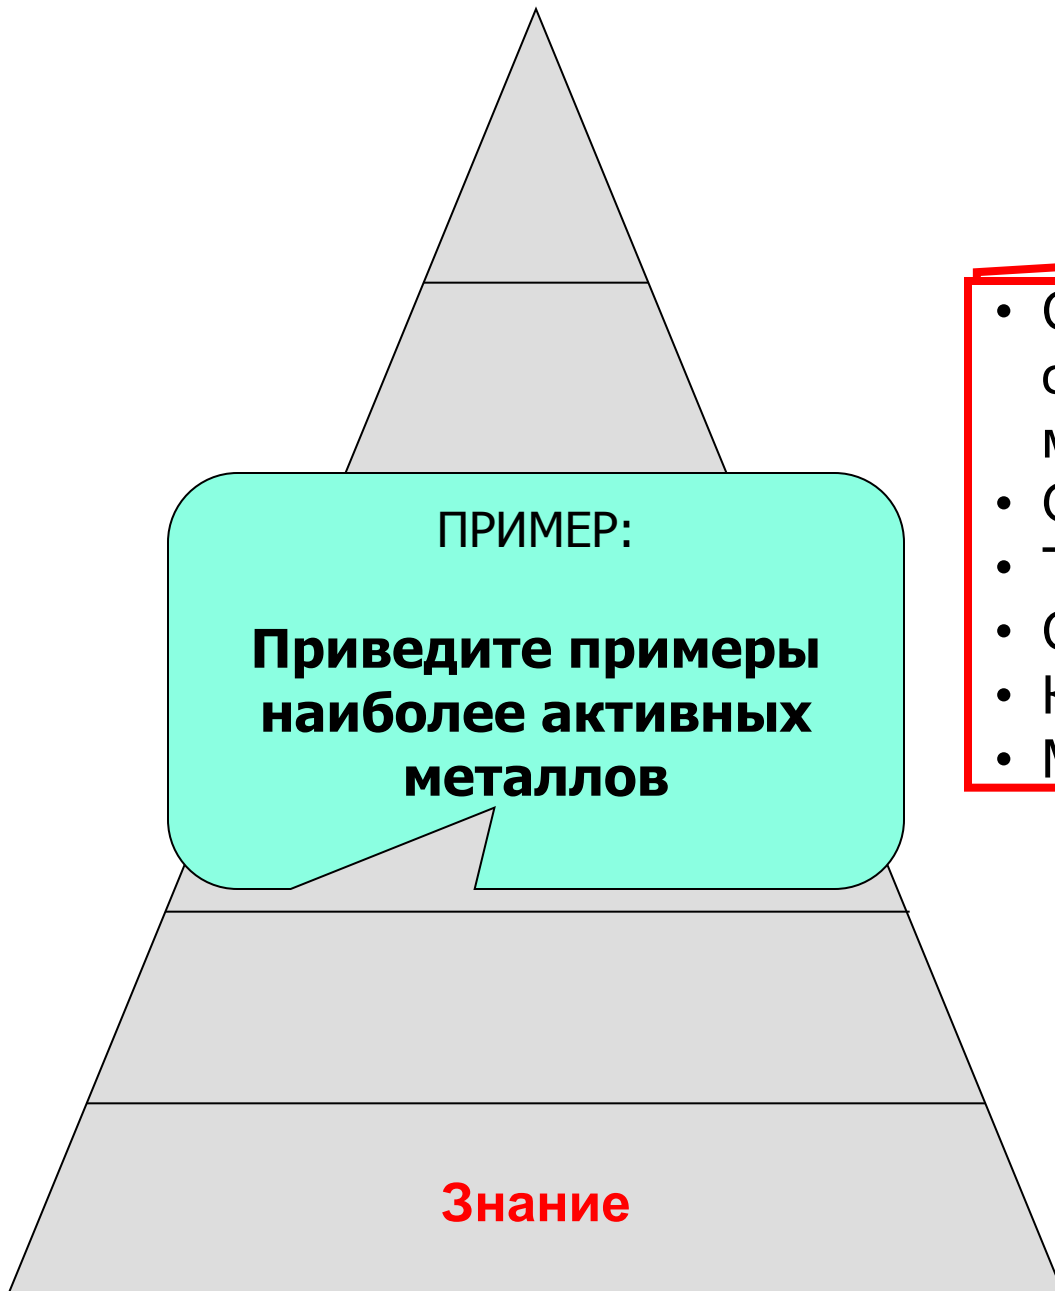 ПРИМЕР:
Приведите примеры
наиболее активных
металлов
Знание